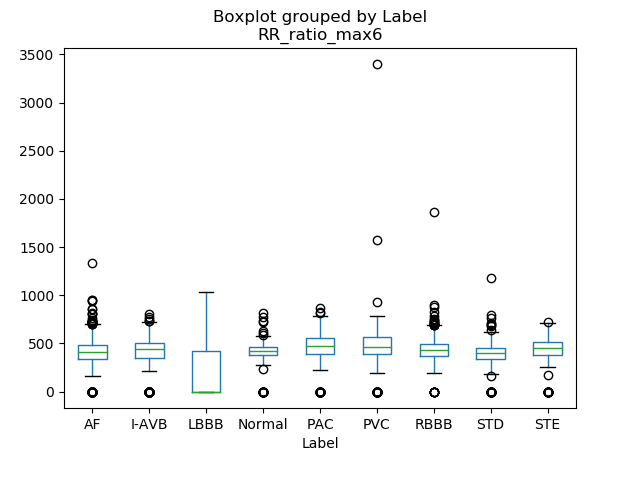 Boxplot grouped by Label
RR_ratio_max6
3500
3000
2500
2000
1500
1000
500
0
AF I-AVB LBBB Normal PAC PVC RBBB STD STE
Label